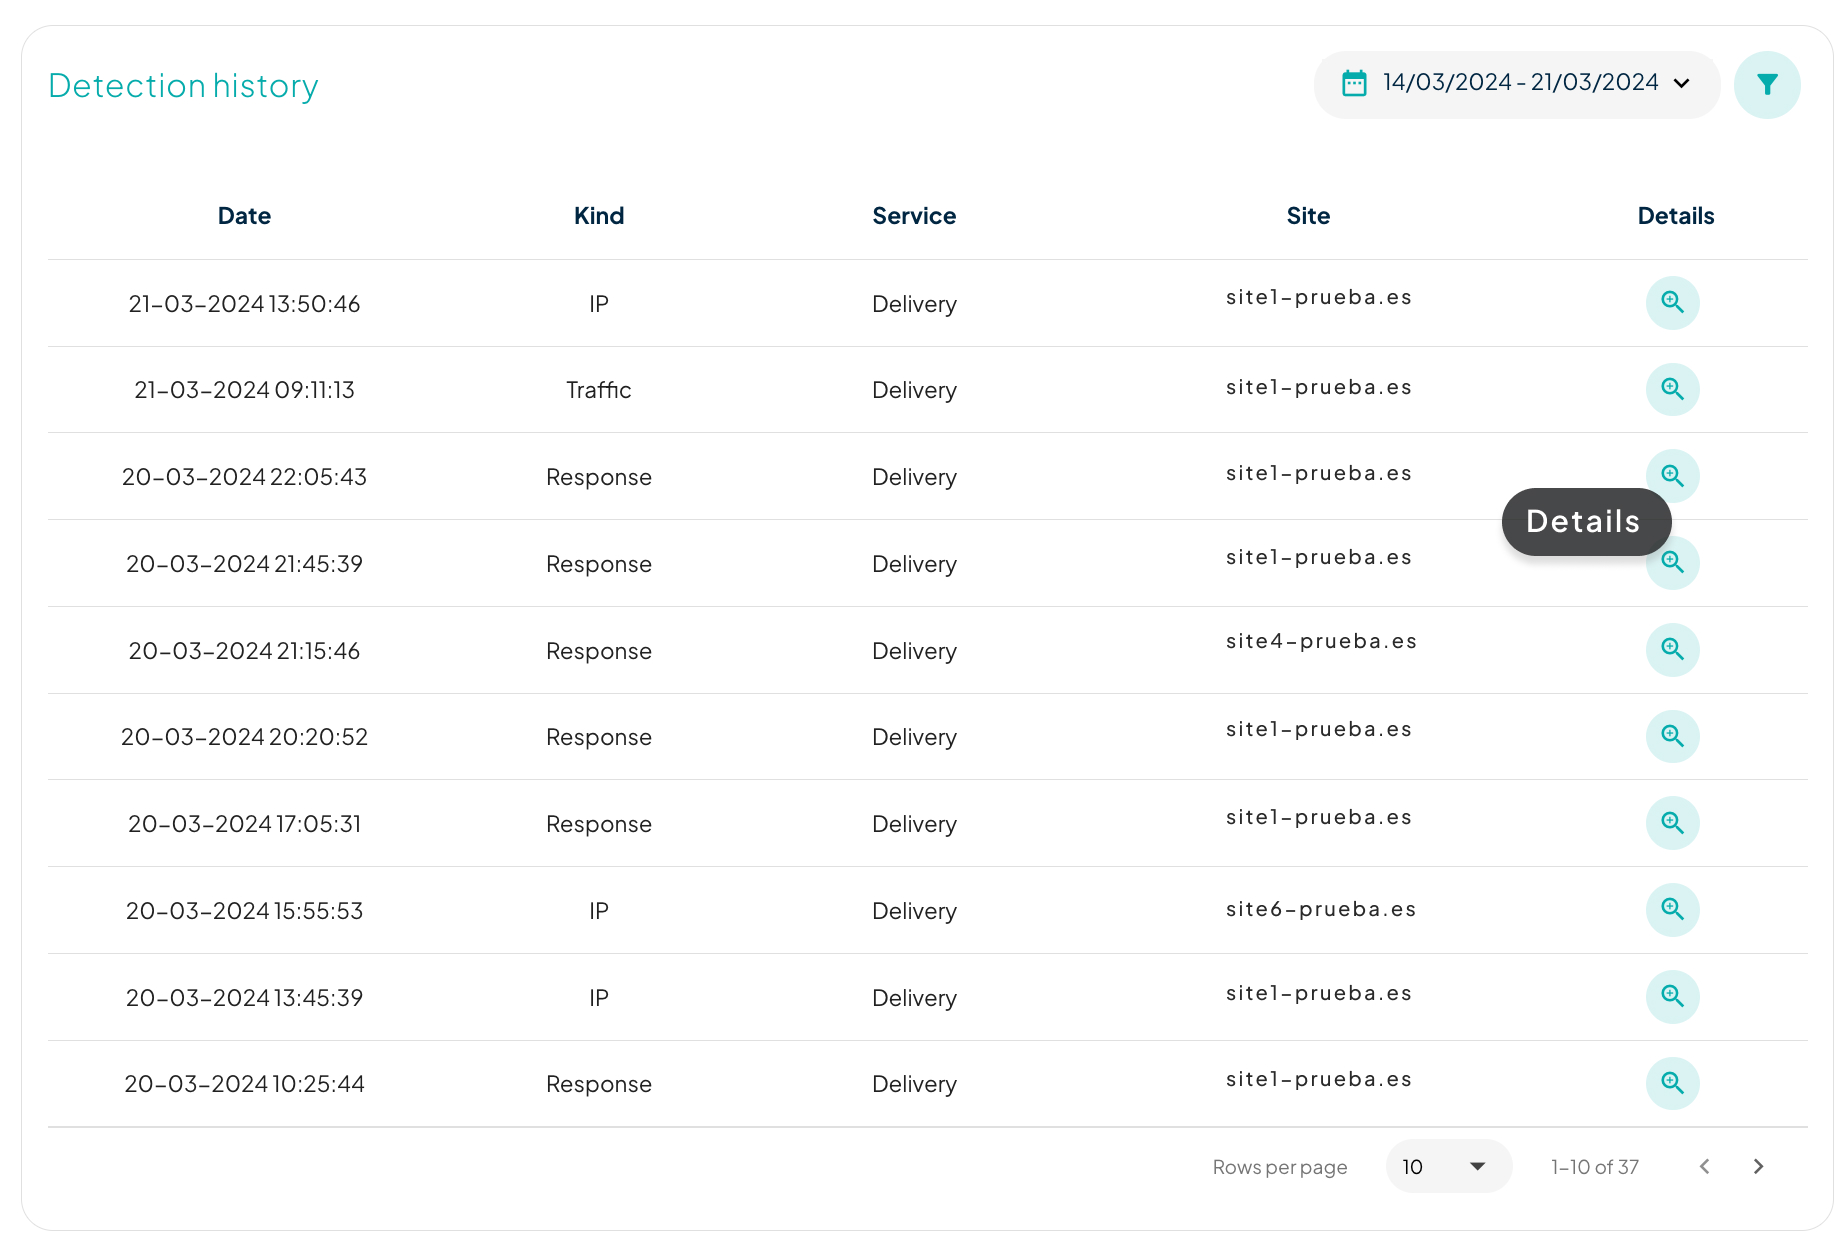 Detection history
14/03/2024 - 21/03/2024
Date Kind Service Site Details
21-03-2024 13:50:46 IP Delivery site1-prueba.es
21-03-2024 09:11:13 Traffic Delivery site1-prueba.es
20-03-2024 22:05:43 Response Delivery site1-prueba.es
Details
20-03-2024 21:45:39 Response Delivery site1-prueba.es
20-03-2024 21:15:46 Response Delivery site4-prueba.es
20-03-2024 20:20:52 Response Delivery site1-prueba.es
20-03-2024 17:05:31 Response Delivery site1-prueba.es
20-03-2024 15:55:53 IP Delivery site6-prueba.es
20-03-2024 13:45:39 IP Delivery site1-prueba.es
20-03-2024 10:25:44 Response Delivery site1-prueba.es
Rows per page 10 1-10 of 37